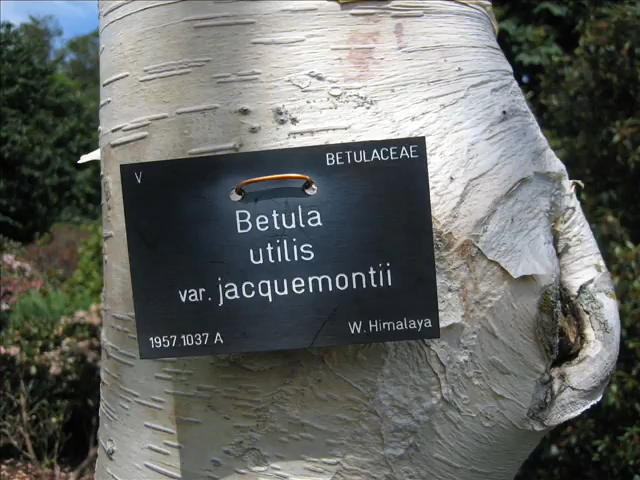 V
BETULACEAE
Betula
utilis
var. jacquemontii
1957.1037 A
W. Himalaya